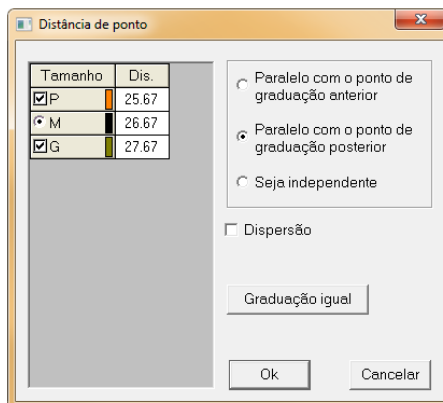 Distância de ponto
Tamanho Dis.
P 25.67
M 26.67
G 27.67
Paralelo com o ponto de
graduação anterior
Paralelo com o ponto de
graduação posterior
Seja independente
Dispersão
Graduação igual
Ok Cancelar